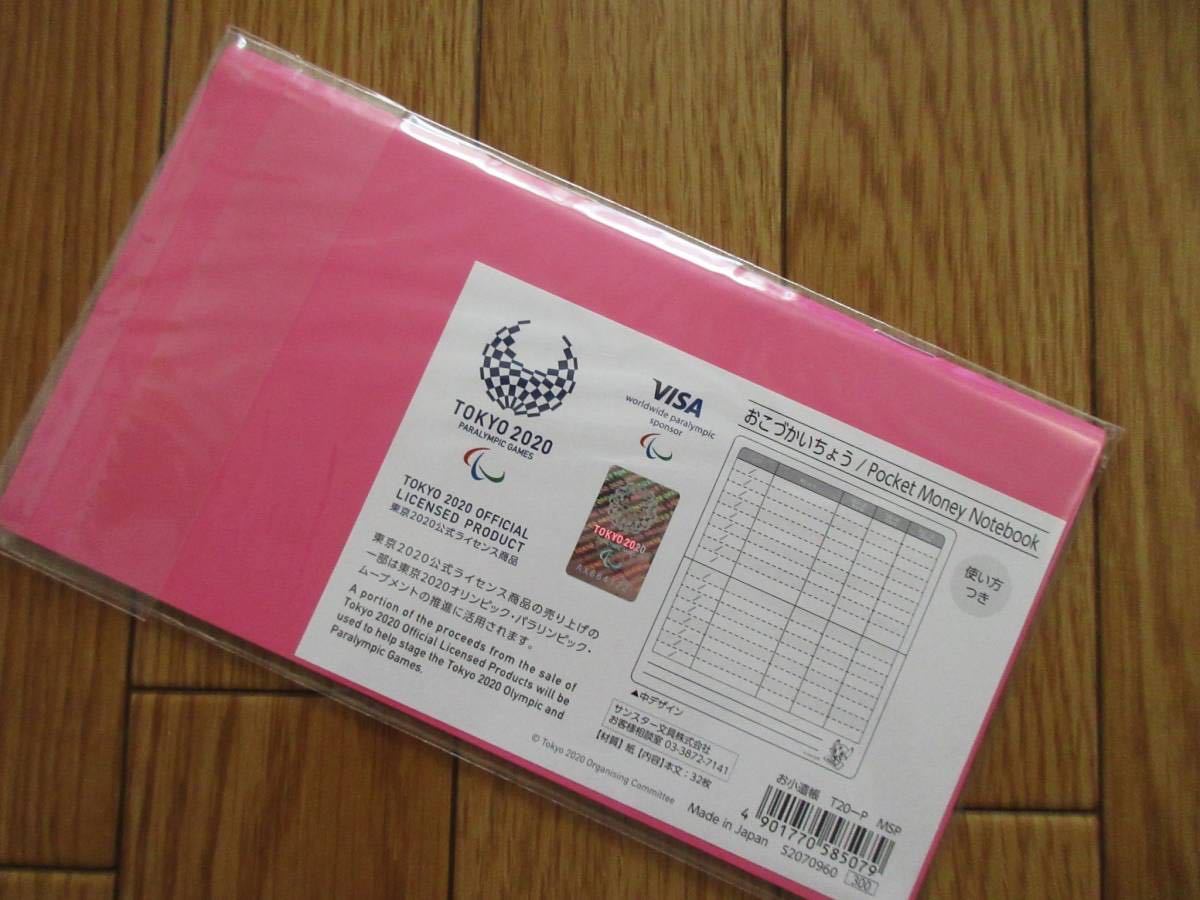 TOKYO 2020
PARALYMPIC GAMES
TOKYO 2020 OFFICIAL
LICENSED PRODUCT
東京2020公式ライセンス商品
東京2020公式ライセンス商品の売り上げの
一部は東京2020オリンピック・パラリンピック・
ムーブメントの推進に活用されます。
A portion of the proceeds from the sale of
Tokyo 2020 Official Licensed Products will be
used to help stage the Tokyo 2020 Olympic and
Paralympic Games.
© Tokyo 2020 Organising Committee
VISA
worldwide paralympic
sponsor
TOKYO 2020
おこづかいちょう / Pocket Money Notebook
使い方
つき
▲中デザイン
サンスター文具株式会社
お客様相談室 03-3872-7141
【材質】紙【内容】本文:32枚
Made in Japan
お小遣帳 T20-P MSP
4 901770 585079
S2070960 300